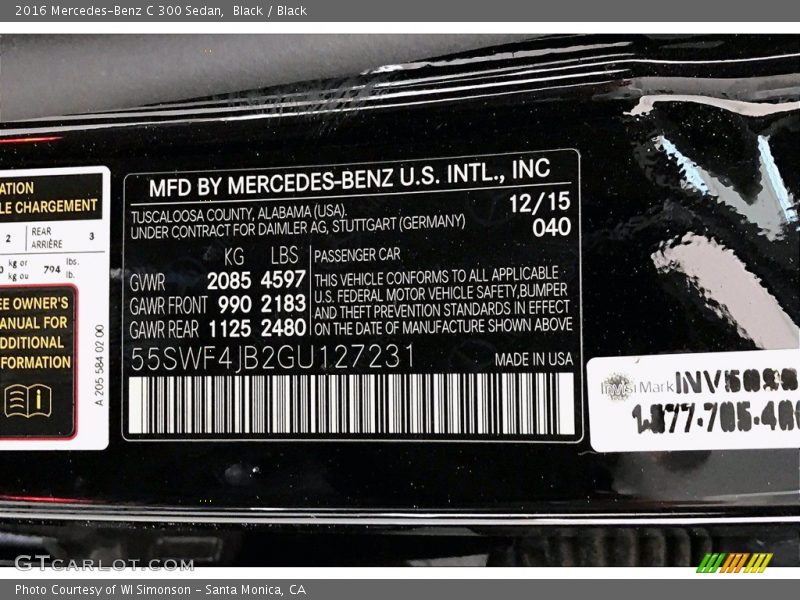 2016 Mercedes-Benz C 300 Sedan, Black / Black
ATION
LE CHARGEMENT
2 REAR ARRIÈRE 3
kg or kg ou 794 lbs. lb.
EE OWNER'S
ANUAL FOR
DDITIONAL
FORMATION
A 205 584 02 00
MFD BY MERCEDES-BENZ U.S. INTL., INC
TUSCALOOSA COUNTY, ALABAMA (USA). 12/15
UNDER CONTRACT FOR DAIMLER AG, STUTTGART (GERMANY) 040
KG LBS PASSENGER CAR
GWR 2085 4597 THIS VEHICLE CONFORMS TO ALL APPLICABLE
GAWR FRONT 990 2183 U.S. FEDERAL MOTOR VEHICLE SAFETY,BUMPER
AND THEFT PREVENTION STANDARDS IN EFFECT
GAWR REAR 1125 2480 ON THE DATE OF MANUFACTURE SHOWN ABOVE
55SWF4JB2GU127231 MADE IN USA
InvisiMark
GTCARLOT.COM
Photo Courtesy of WI Simonson - Santa Monica, CA